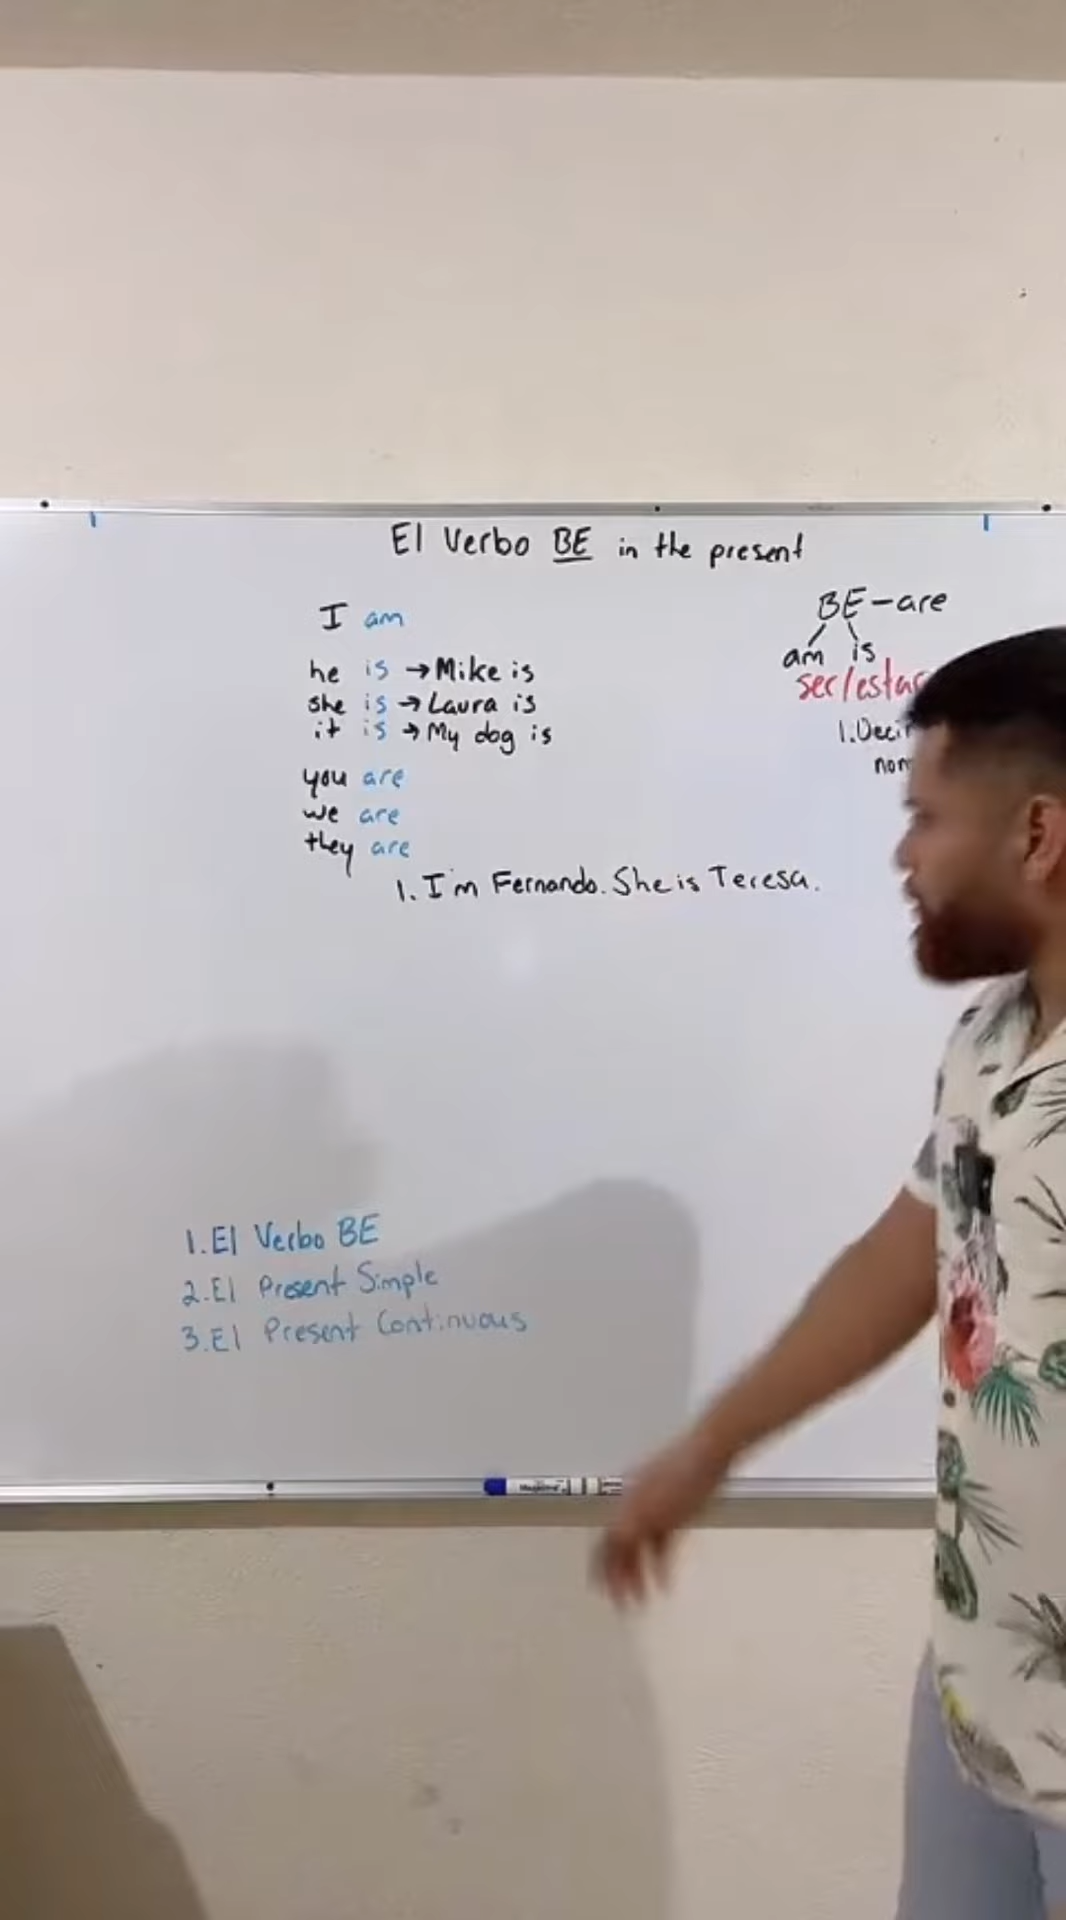 El Verbo BE in the present
I am
he is → Mike is
she is → Laura is
it is → My dog is
you are
we are
they are
1. I'm Fernando. She is Teresa.
BE - are
am is
ser/estar
1.
1. El Verbo BE
2. El Present Simple
3. El Present Continuous